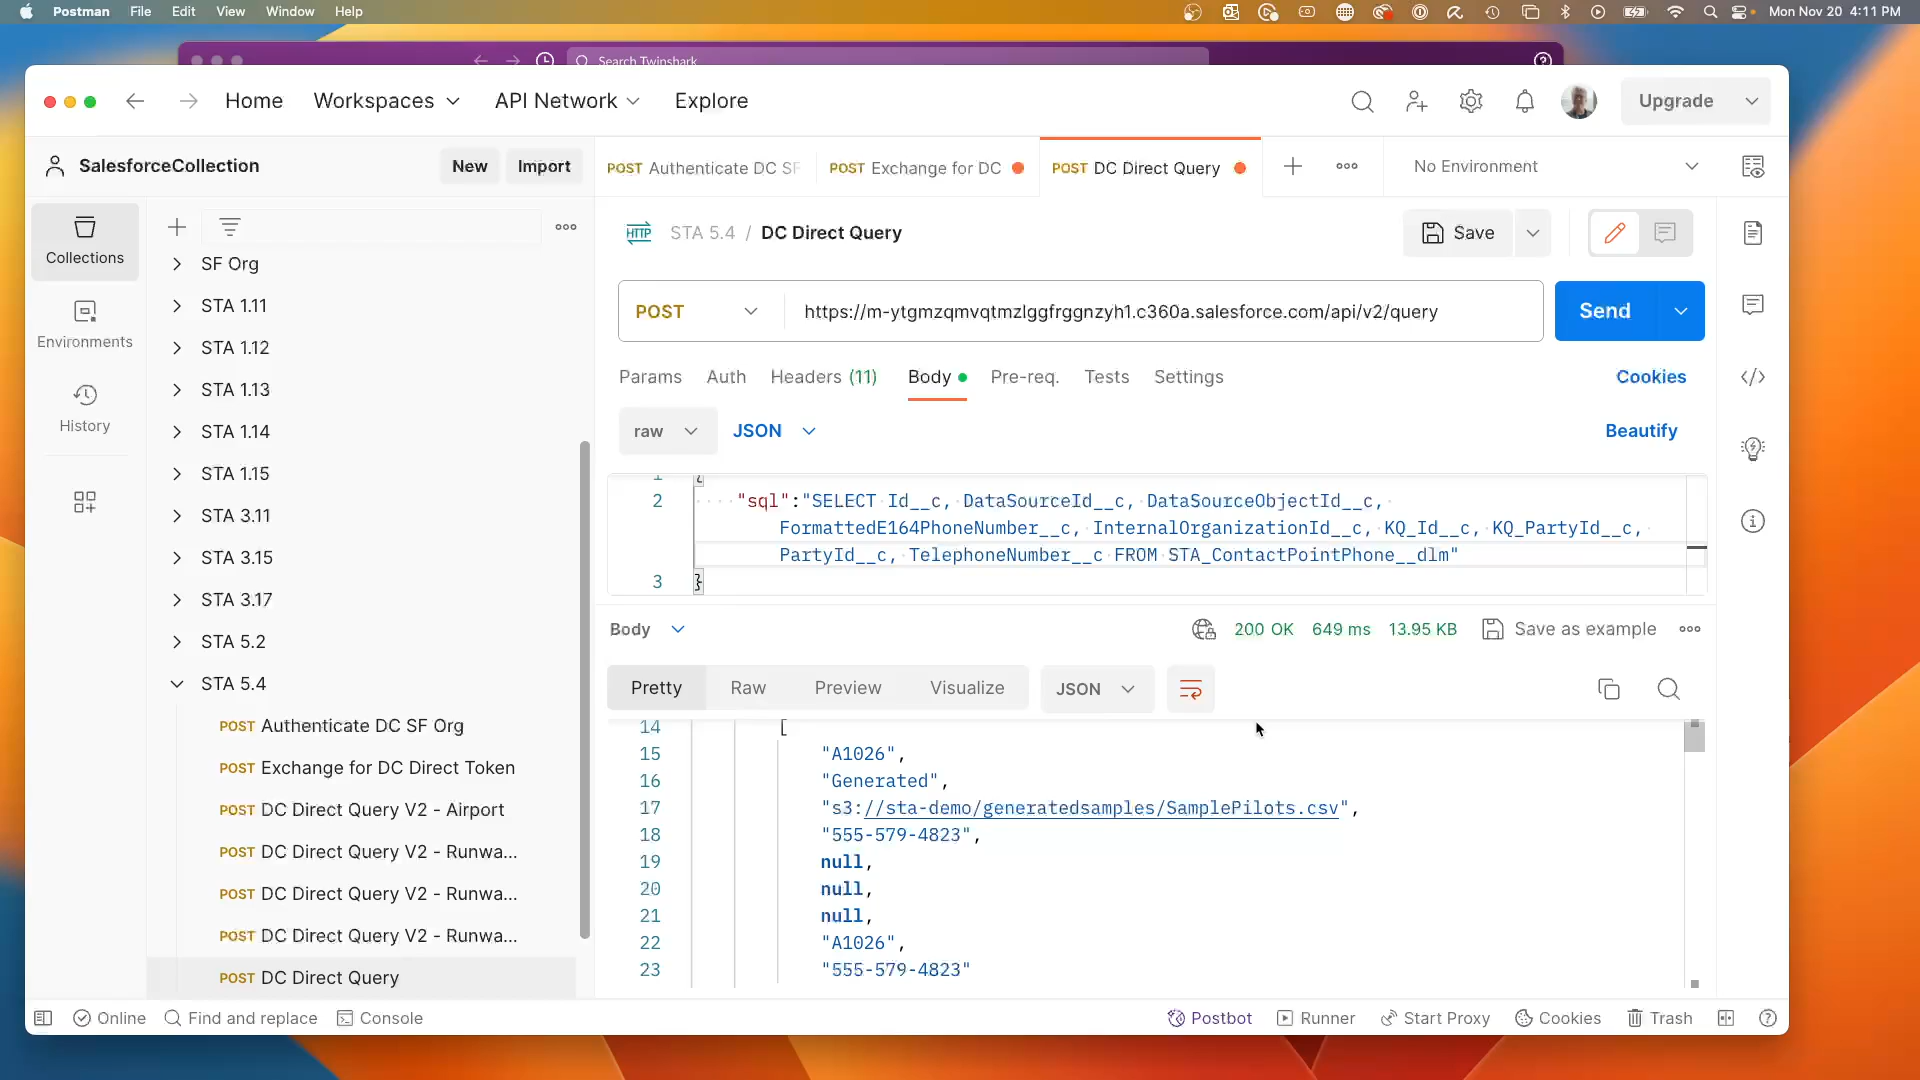 Postman File Edit View Window Help
Mon Nov 20 4:11 PM
Search Twinshark
Home Workspaces API Network Explore
Upgrade
SalesforceCollection New Import
POST Authenticate DC SF POST Exchange for DC POST DC Direct Query No Environment
Collections
Environments
History
SF Org
STA 1.11
STA 1.12
STA 1.13
STA 1.14
STA 1.15
STA 3.11
STA 3.15
STA 3.17
STA 5.2
STA 5.4
POST Authenticate DC SF Org
POST Exchange for DC Direct Token
POST DC Direct Query V2 - Airport
POST DC Direct Query V2 - Runwa...
POST DC Direct Query V2 - Runwa...
POST DC Direct Query V2 - Runwa...
POST DC Direct Query
HTTP STA 5.4 / DC Direct Query Save
POST https://m-ytgmzqmvqtmzlggfrggnzyh1.c360a.salesforce.com/api/v2/query Send
Params Auth Headers (11) Body Pre-req. Tests Settings Cookies
raw JSON Beautify
1 {
2 "sql":"SELECT Id__c, DataSourceId__c, DataSourceObjectId__c,
FormattedE164PhoneNumber__c, InternalOrganizationId__c, KQ_Id__c, KQ_PartyId__c,
PartyId__c, TelephoneNumber__c FROM STA_ContactPointPhone__dlm"
3 }
Body 200 OK 649 ms 13.95 KB Save as example
Pretty Raw Preview Visualize JSON
14 [
15 "A1026",
16 "Generated",
17 "s3://sta-demo/generatedsamples/SamplePilots.csv",
18 "555-579-4823",
19 null,
20 null,
21 null,
22 "A1026",
23 "555-579-4823"
Online Find and replace Console Postbot Runner Start Proxy Cookies Trash